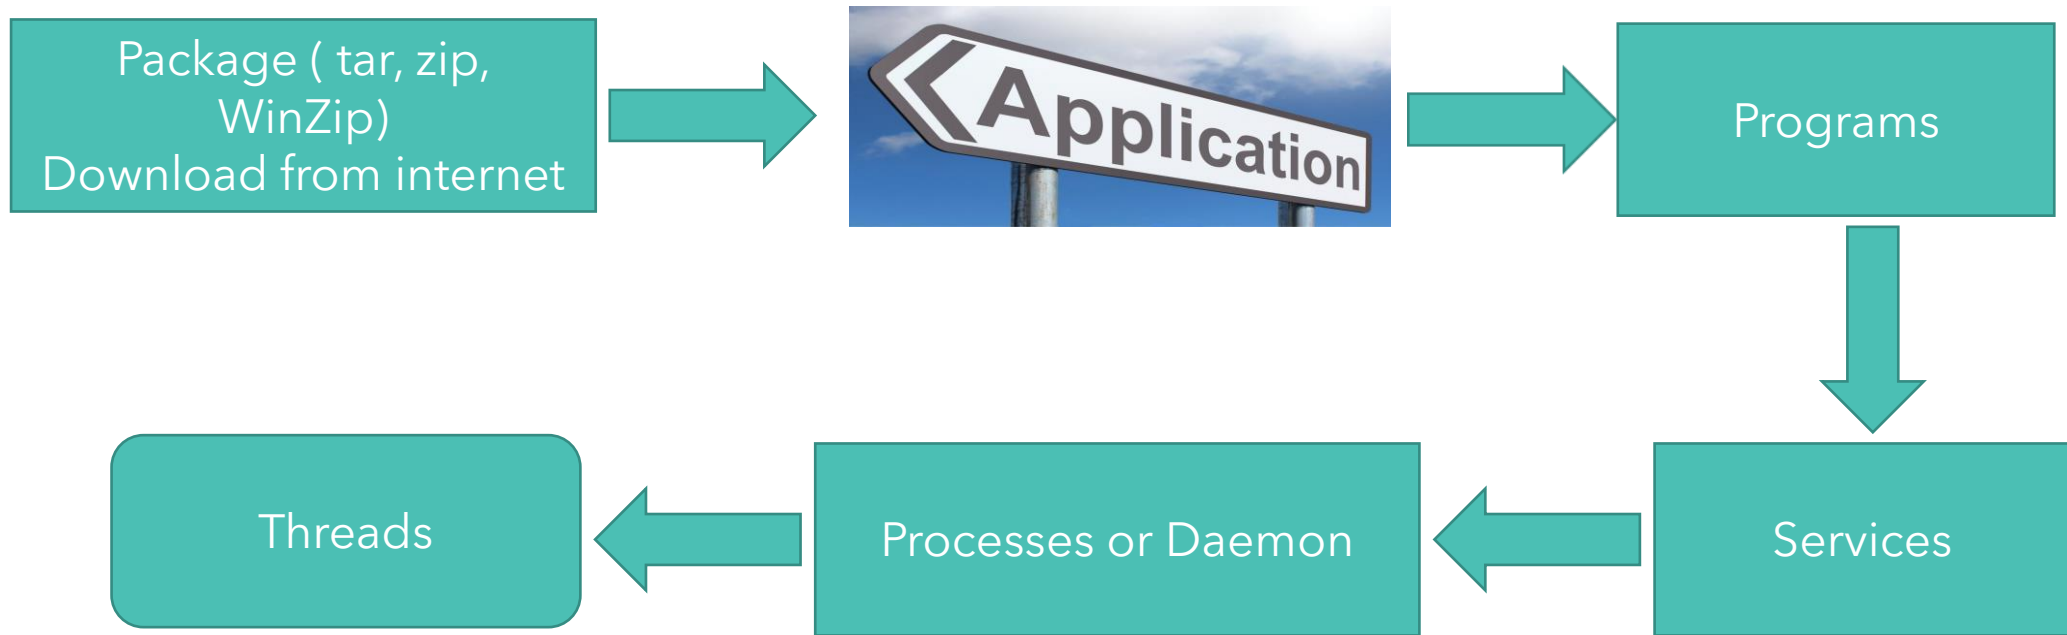 Package ( tar, zip,
WinZip)
Download from internet
Application
Programs
Threads
Processes or Daemon
Services